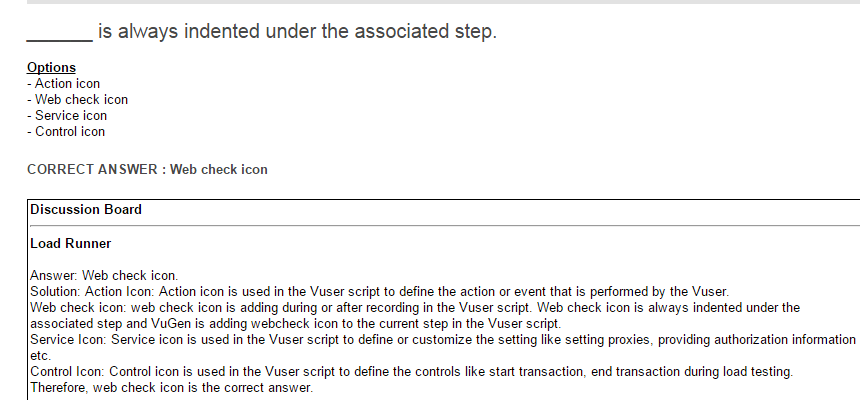 ______ is always indented under the associated step.
Options
- Action icon
- Web check icon
- Service icon
- Control icon
CORRECT ANSWER : Web check icon
Discussion Board
Load Runner
Answer: Web check icon.
Solution: Action Icon: Action icon is used in the Vuser script to define the action or event that is performed by the Vuser.
Web check icon: web check icon is adding during or after recording in the Vuser script. Web check icon is always indented under the
associated step and VuGen is adding webcheck icon to the current step in the Vuser script.
Service Icon: Service icon is used in the Vuser script to define or customize the setting like setting proxies, providing authorization information
etc.
Control Icon: Control icon is used in the Vuser script to define the controls like start transaction, end transaction during load testing.
Therefore, web check icon is the correct answer.